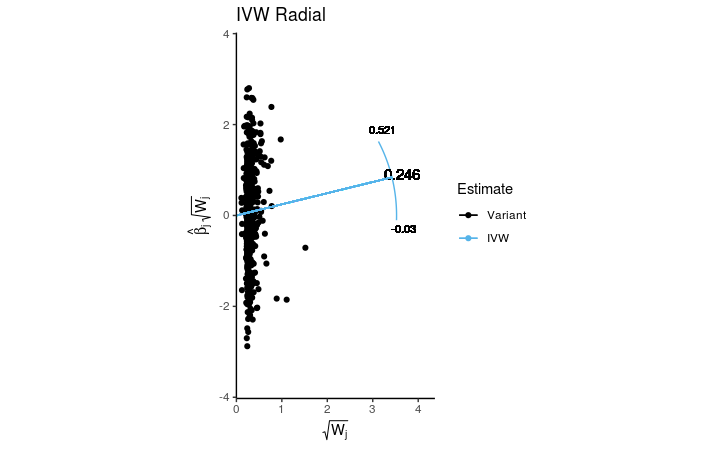 IVW Radial
4
2
0
-2
-4
0 1 2 3 4
β̂j√Wj
√Wj
0.521
0.246
-0.03
Estimate
Variant
IVW